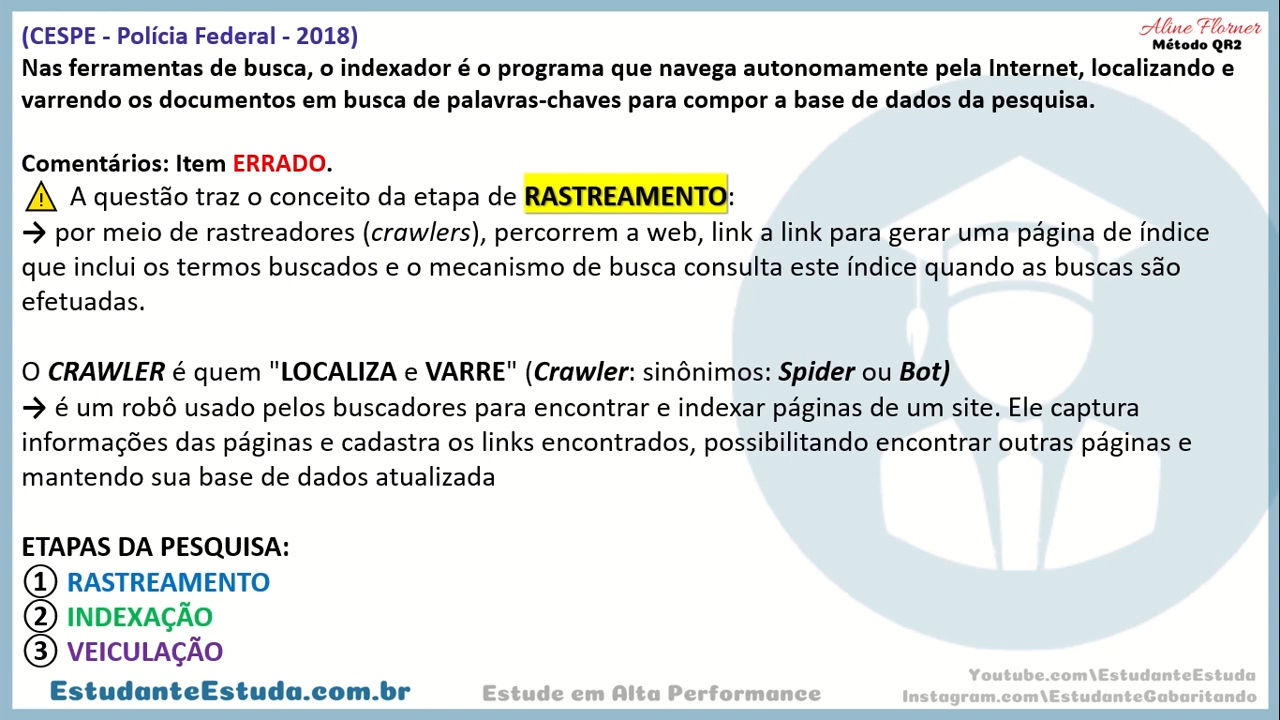 (CESPE - Polícia Federal - 2018)
Aline Florner
Método QR2
Nas ferramentas de busca, o indexador é o programa que navega autonomamente pela Internet, localizando e
varrendo os documentos em busca de palavras-chaves para compor a base de dados da pesquisa.
Comentários: Item ERRADO.
⚠ A questão traz o conceito da etapa de RASTREAMENTO:
→ por meio de rastreadores (crawlers), percorrem a web, link a link para gerar uma página de índice
que inclui os termos buscados e o mecanismo de busca consulta este índice quando as buscas são
efetuadas.
O CRAWLER é quem "LOCALIZA e VARRE" (Crawler: sinônimos: Spider ou Bot)
→ é um robô usado pelos buscadores para encontrar e indexar páginas de um site. Ele captura
informações das páginas e cadastra os links encontrados, possibilitando encontrar outras páginas e
mantendo sua base de dados atualizada
ETAPAS DA PESQUISA:
① RASTREAMENTO
② INDEXAÇÃO
③ VEICULAÇÃO
EstudanteEstuda.com.br
Estude em Alta Performance
Youtube.com/EstudanteEstuda
Instagram.com/EstudanteGabaritando